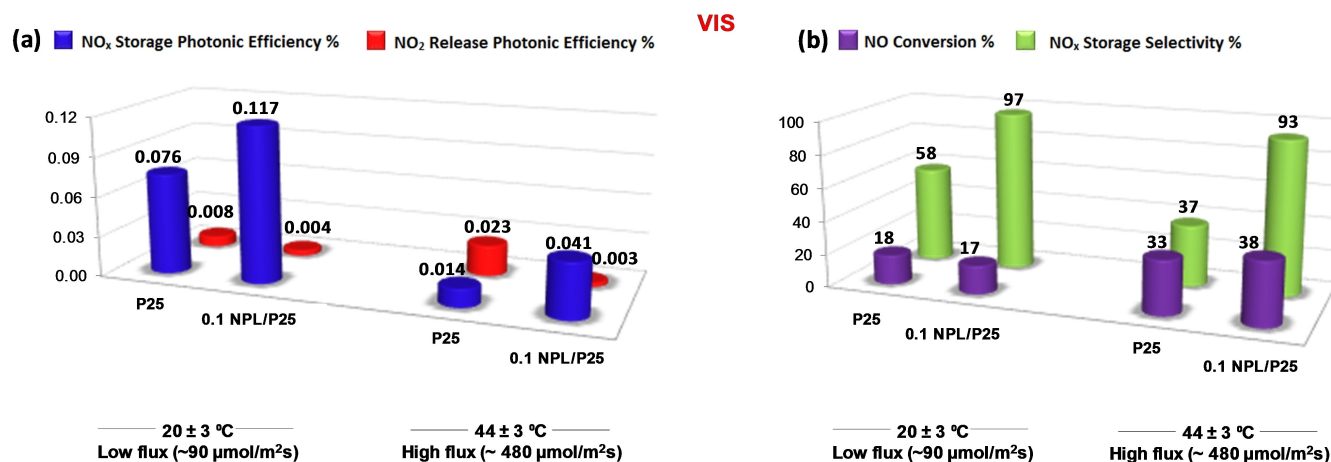 VIS
(a) NOₓ Storage Photonic Efficiency % NO₂ Release Photonic Efficiency %
0.12
0.09
0.06
0.03
0.00
0.076
0.008
0.117
0.004
0.014
0.023
0.041
0.003
P25
0.1 NPL/P25
P25
0.1 NPL/P25
20 ± 3 ºC
Low flux (~90 µmol/m²s)
44 ± 3 ºC
High flux (~ 480 µmol/m²s)
(b) NO Conversion % NOₓ Storage Selectivity %
100
80
60
40
20
0
18
58
17
97
33
37
38
93
P25
0.1 NPL/P25
P25
0.1 NPL/P25
20 ± 3 ºC
Low flux (~90 µmol/m²s)
44 ± 3 ºC
High flux (~ 480 µmol/m²s)